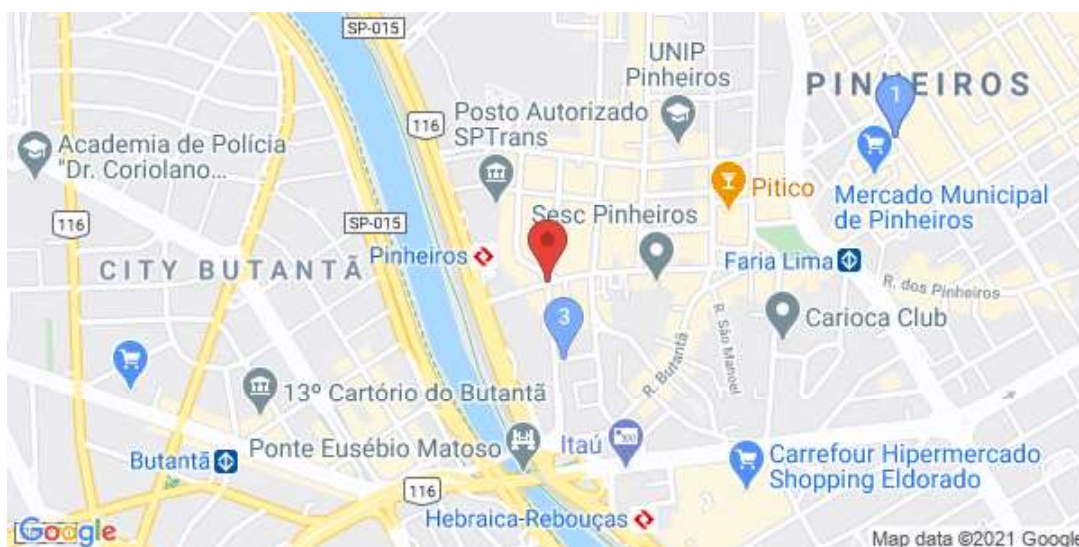 SP-015
UNIP
Pinheiros
PINHEIROS
1
116
Posto Autorizado
SPTrans
Academia de Polícia
"Dr. Coriolano...
Mercado Municipal
de Pinheiros
Pitico
116
SP-015
Sesc Pinheiros
Pinheiros
CITY BUTANTÃ
Faria Lima
R. dos Pinheiros
3
R. São Manoel
Carioca Club
R. Butantã
13º Cartório do Butantã
Ponte Eusébio Matoso
Itaú
Butantã
Carrefour Hipermercado
Shopping Eldorado
116
Hebraica-Rebouças
Google
Map data ©2021 Google